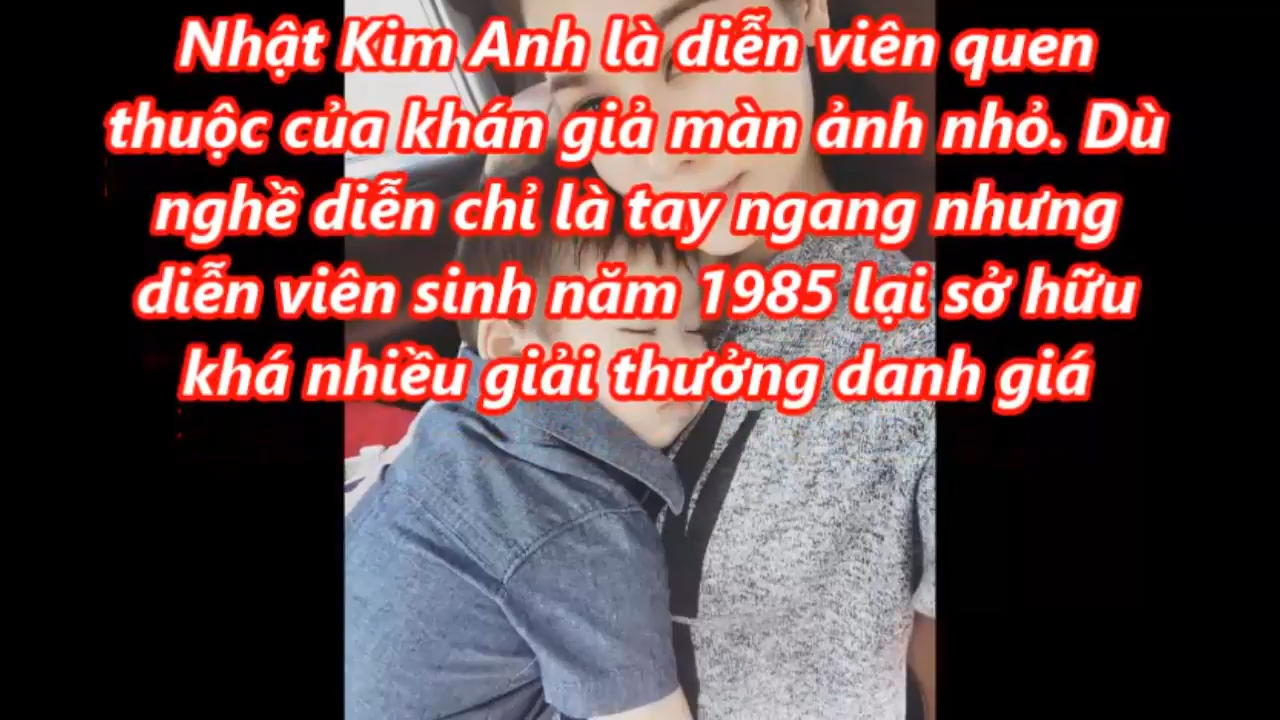 Nhật Kim Anh là diễn viên quen
thuộc của khán giả màn ảnh nhỏ. Dù
nghề diễn chỉ là tay ngang nhưng
diễn viên sinh năm 1985 lại sở hữu
khá nhiều giải thưởng danh giá